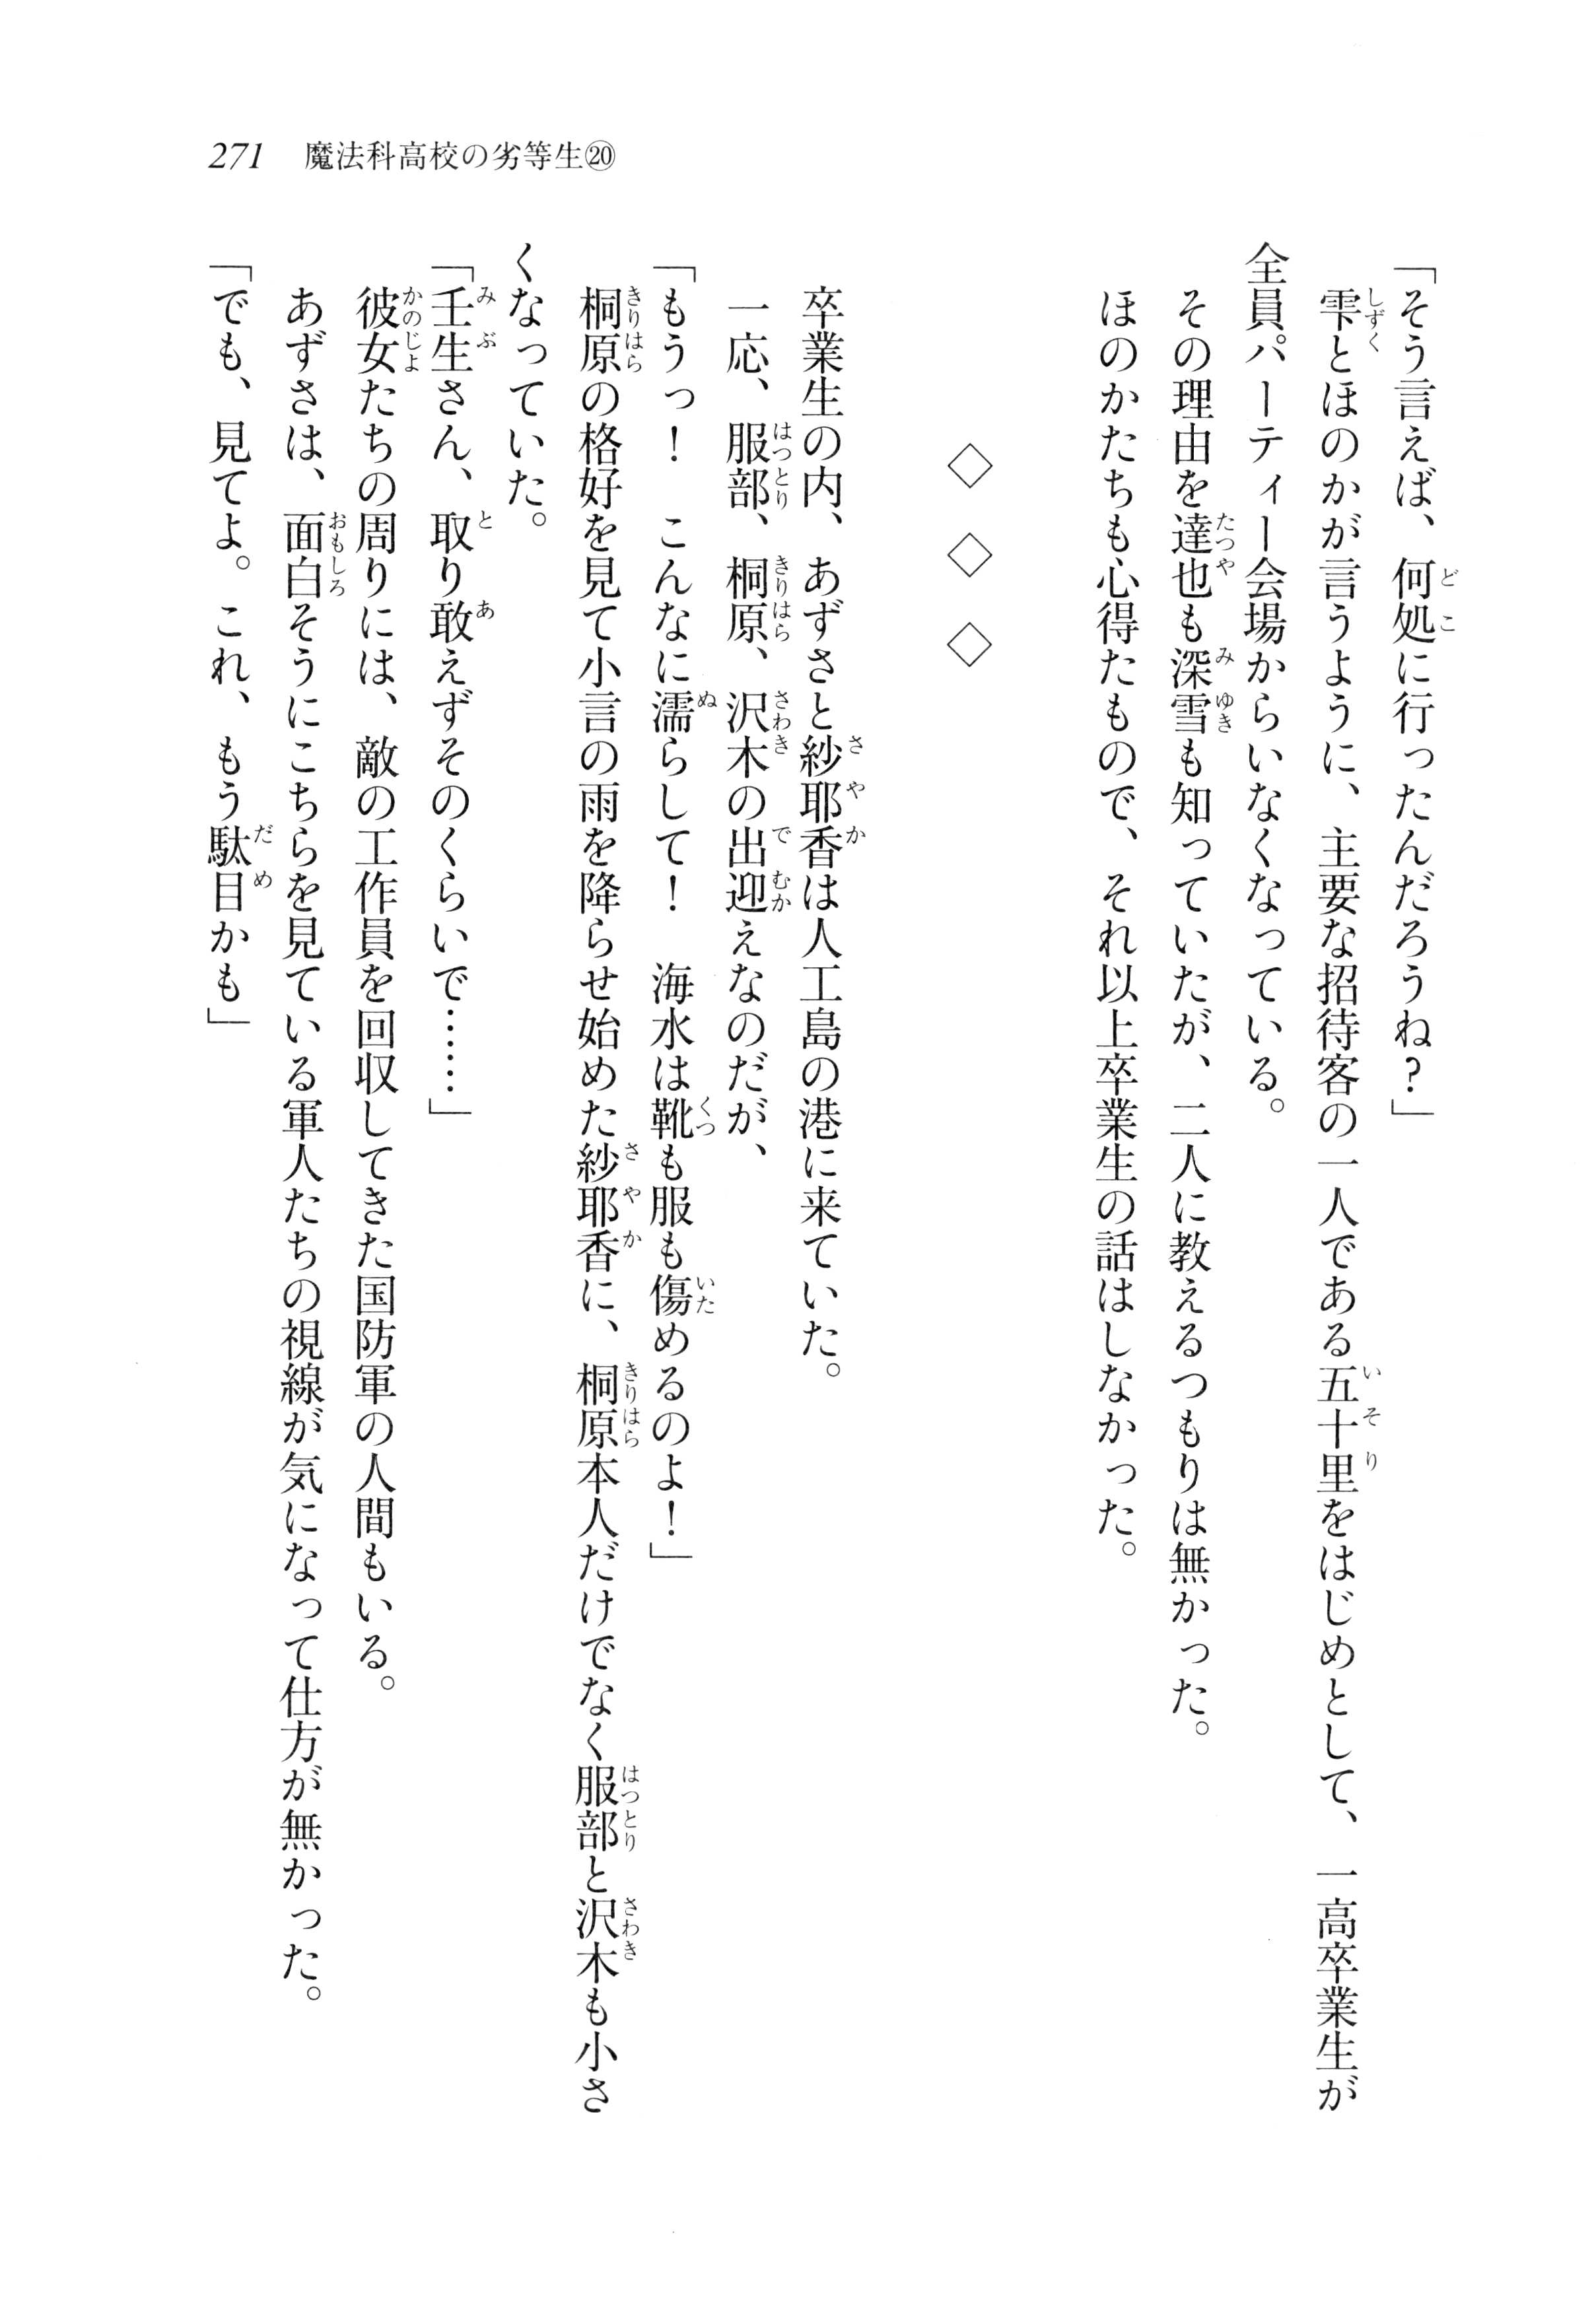 271　魔法科高校の劣等生⑳
「そう言えば、何処に行ったんだろうね？」
雫とほのかが言うように、主要な招待客の一人である五十里をはじめとして、一高卒業生が
全員パーティー会場からいなくなっている。
その理由を達也も深雪も知っていたが、二人に教えるつもりは無かった。
ほのかたちも心得たもので、それ以上卒業生の話はしなかった。
◇　◇　◇
卒業生の内、あずさと紗耶香は人工島の港に来ていた。
一応、服部、桐原、沢木の出迎えなのだが、
「もうっ！　こんなに濡らして！　海水は靴も服も傷めるのよ！」
桐原の格好を見て小言の雨を降らせ始めた紗耶香に、桐原本人だけでなく服部と沢木も小さ
くなっていた。
「壬生さん、取り敢えずそのくらいで……」
彼女たちの周りには、敵の工作員を回収してきた国防軍の人間もいる。
あずさは、面白そうにこちらを見ている軍人たちの視線が気になって仕方が無かった。
「でも、見てよ。これ、もう駄目かも」